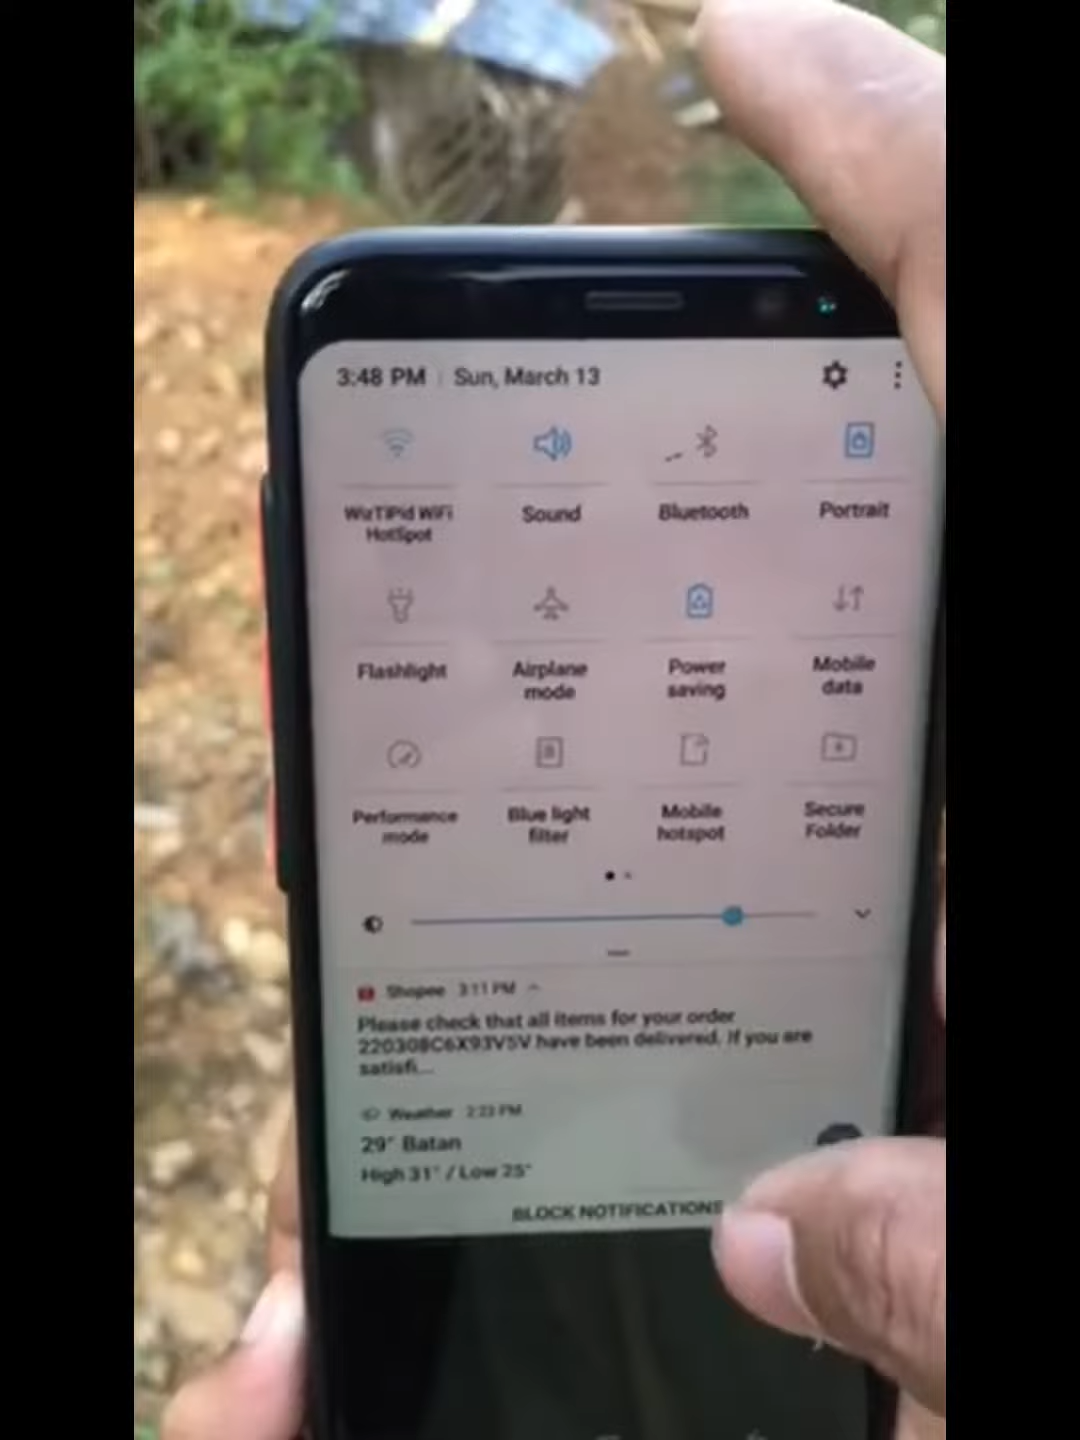 3:48 PM | Sun, March 13
WizTiPid WiFi
HotSpot
Sound
Bluetooth
Portrait
Flashlight
Airplane
mode
Power
saving
Mobile
data
Performance
mode
Blue light
filter
Mobile
hotspot
Secure
Folder
Shopee 3:11 PM
Please check that all items for your order
220308C6X93V5V have been delivered. If you are
satisfi...
Weather 2:23 PM
29° Batan
High 31° / Low 25°
BLOCK NOTIFICATIONS